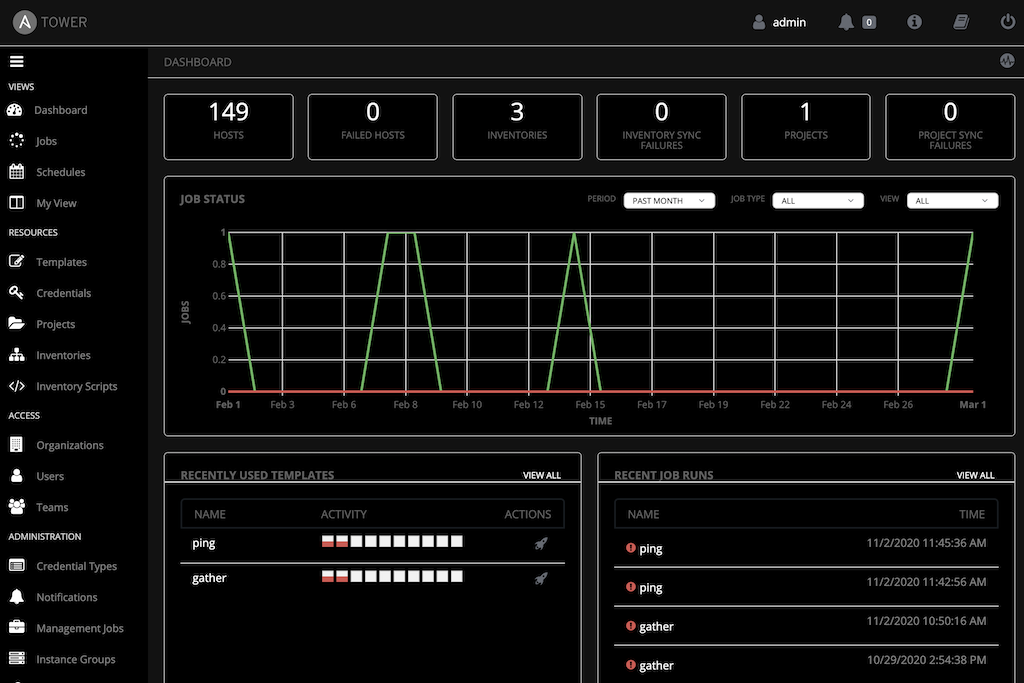 A TOWER
admin
0
DASHBOARD
VIEWS
Dashboard
Jobs
Schedules
My View
RESOURCES
Templates
Credentials
Projects
Inventories
Inventory Scripts
ACCESS
Organizations
Users
Teams
ADMINISTRATION
Credential Types
Notifications
Management Jobs
Instance Groups
149
HOSTS
0
FAILED HOSTS
3
INVENTORIES
0
INVENTORY SYNC
FAILURES
1
PROJECTS
0
PROJECT SYNC
FAILURES
JOB STATUS
PERIOD PAST MONTH JOB TYPE ALL VIEW ALL
1
0.8
0.6
0.4
0.2
0
JOBS
Feb 1 Feb 3 Feb 6 Feb 8 Feb 10 Feb 12 Feb 15 Feb 17 Feb 19 Feb 22 Feb 24 Feb 26 Mar 1
TIME
RECENTLY USED TEMPLATES VIEW ALL
NAME ACTIVITY ACTIONS
ping
gather
RECENT JOB RUNS VIEW ALL
NAME TIME
ping 11/2/2020 11:45:36 AM
ping 11/2/2020 11:42:56 AM
gather 11/2/2020 10:50:16 AM
gather 10/29/2020 2:54:38 PM